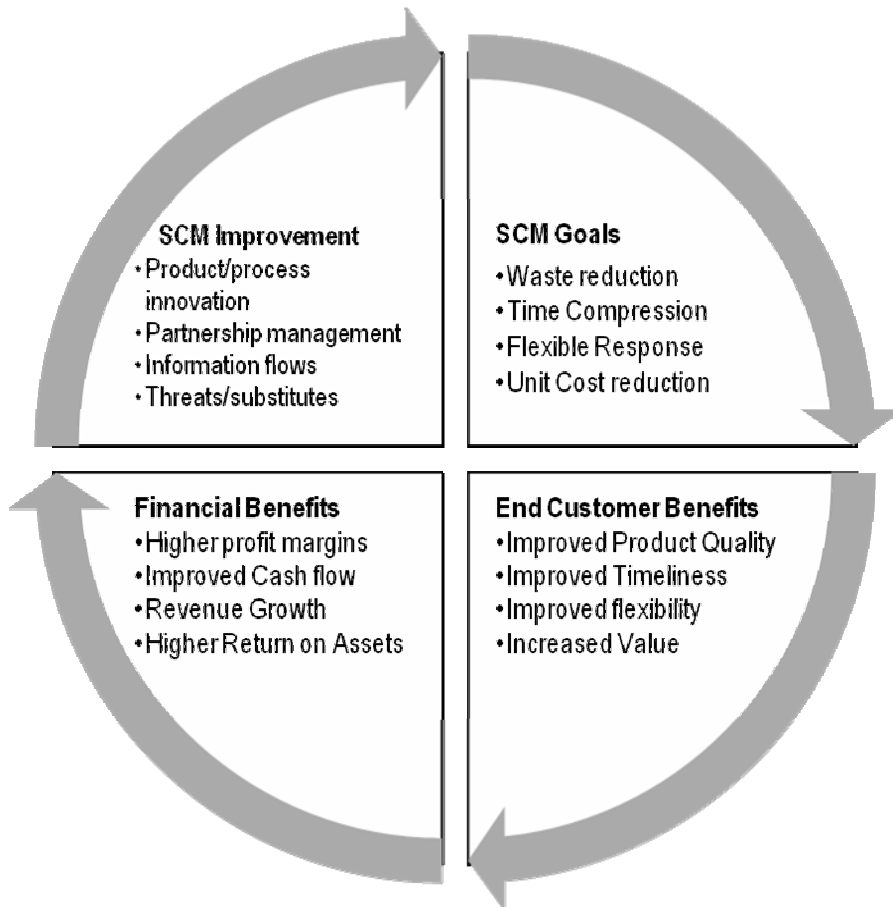 SCM Improvement
•Product/process
innovation
•Partnership management
•Information flows
•Threats/substitutes
SCM Goals
•Waste reduction
•Time Compression
•Flexible Response
•Unit Cost reduction
Financial Benefits
•Higher profit margins
•Improved Cash flow
•Revenue Growth
•Higher Return on Assets
End Customer Benefits
•Improved Product Quality
•Improved Timeliness
•Improved flexibility
•Increased Value